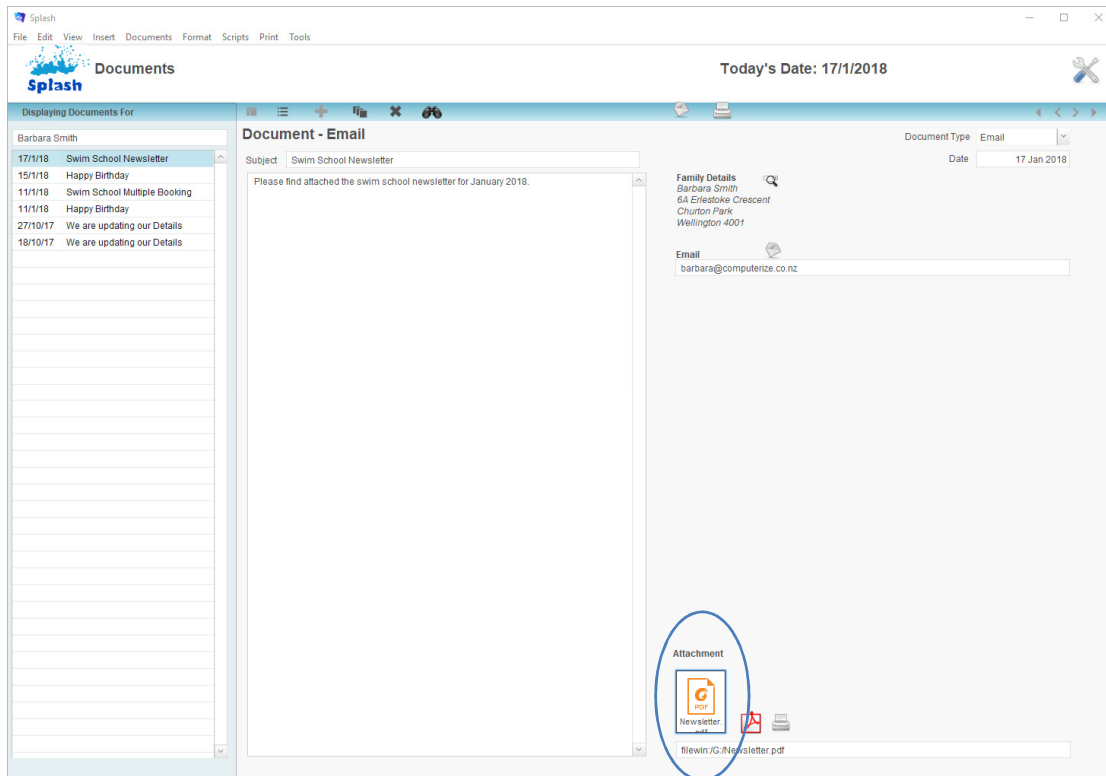 Splash
File Edit View Insert Documents Format Scripts Print Tools
Splash
Documents
Today's Date: 17/1/2018
Displaying Documents For
Barbara Smith
17/1/18 Swim School Newsletter
15/1/18 Happy Birthday
11/1/18 Swim School Multiple Booking
11/1/18 Happy Birthday
27/10/17 We are updating our Details
18/10/17 We are updating our Details
Document - Email
Document Type Email
Subject Swim School Newsletter
Date 17 Jan 2018
Please find attached the swim school newsletter for January 2018.
Family Details
Barbara Smith
6A Erlestoke Crescent
Churton Park
Wellington 4001
Email
barbara@computerize.co.nz
Attachment
PDF
Newsletter.
pdf
filewin:/G:/Newsletter.pdf